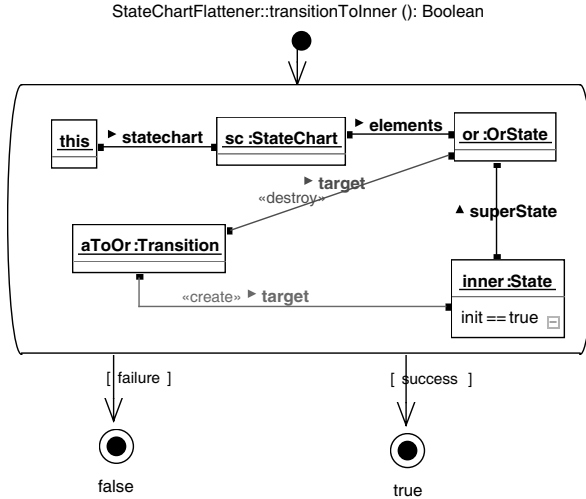 StateChartFlattener::transitionToInner (): Boolean
this
statechart
sc :StateChart
elements
or :OrState
target
«destroy»
superState
aToOr :Transition
«create» target
inner :State
init == true
[ failure ]
[ success ]
false
true